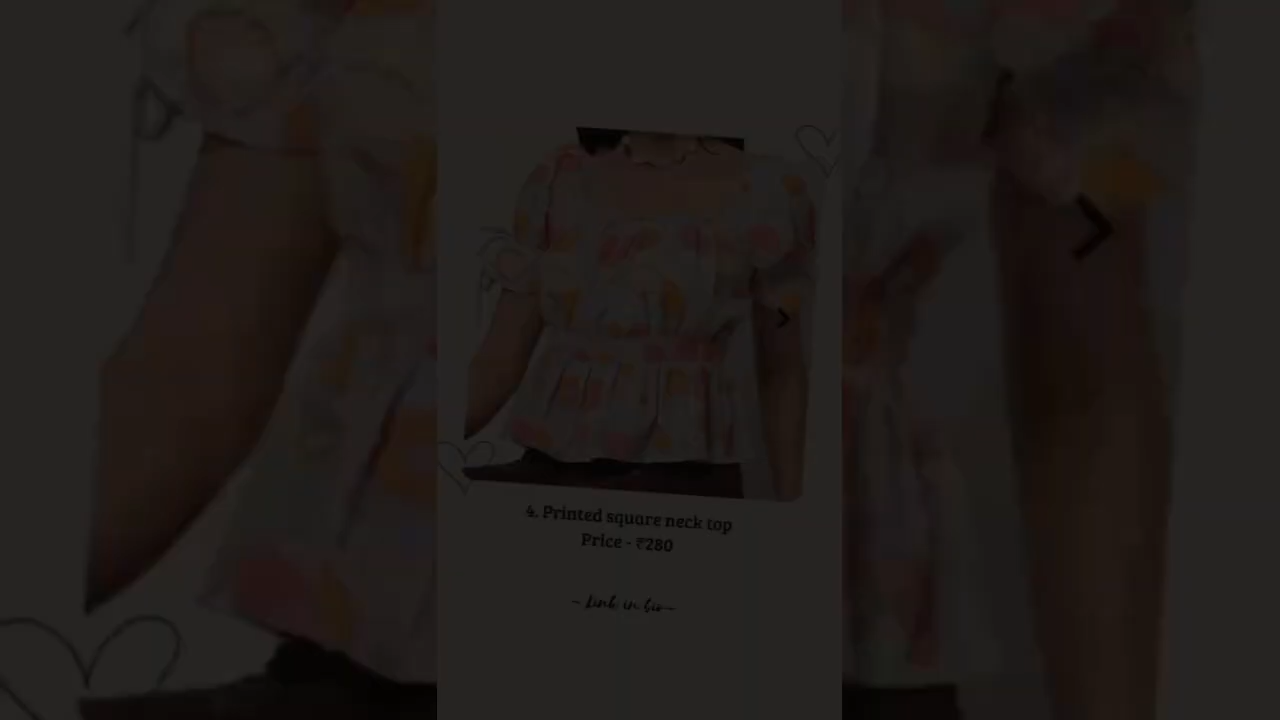 4. Printed square neck top
Price - ₹280
- Link in bio -